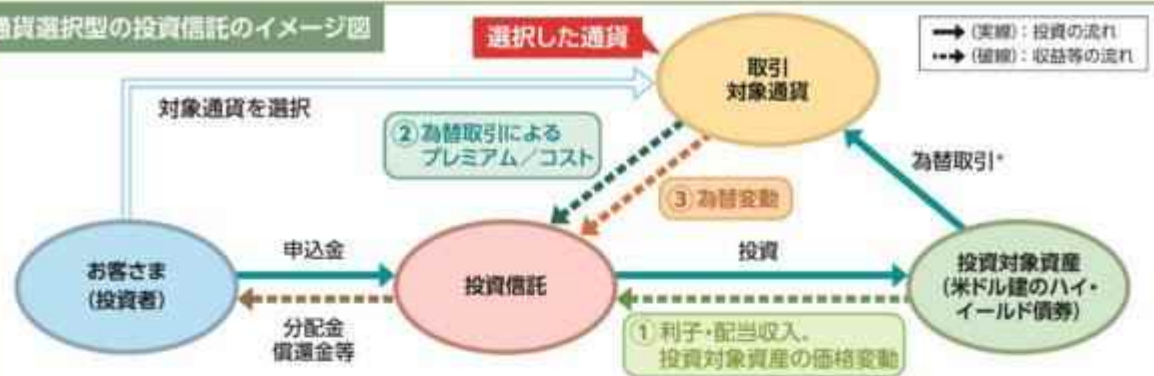 通貨選択型の投資信託のイメージ図
選択した通貨
取引
対象通貨
(実線):投資の流れ
(破線):収益等の流れ
対象通貨を選択
②為替取引による
プレミアム/コスト
③為替変動
為替取引*
お客さま
(投資者)
申込金
分配金
償還金等
投資信託
投資
①利子・配当収入、
投資対象資産の価格変動
投資対象資産
(米ドル建のハイ・
イールド債券)